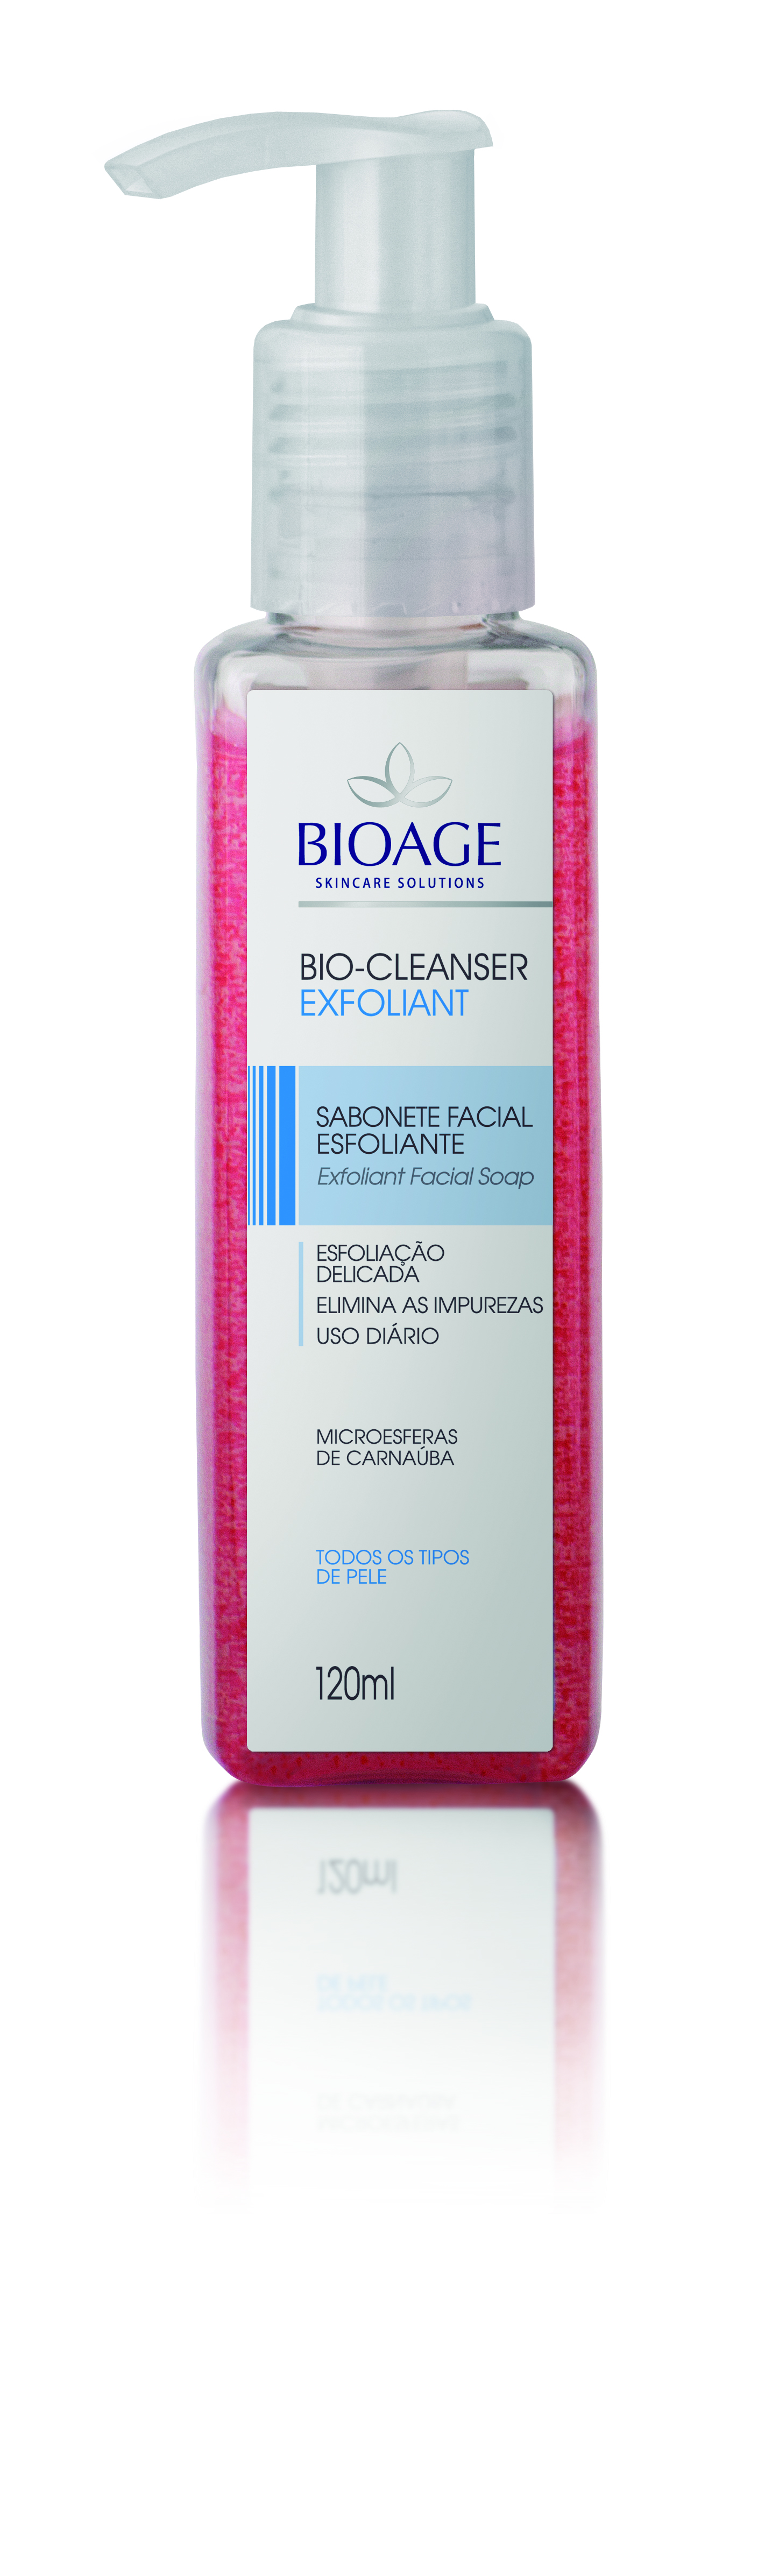 BIOAGE
SKINCARE SOLUTIONS
BIO-CLEANSER
EXFOLIANT
SABONETE FACIAL
ESFOLIANTE
Exfoliant Facial Soap
ESFOLIAÇÃO
DELICADA
ELIMINA AS IMPUREZAS
USO DIÁRIO
MICROESFERAS
DE CARNAÚBA
TODOS OS TIPOS
DE PELE
120ml